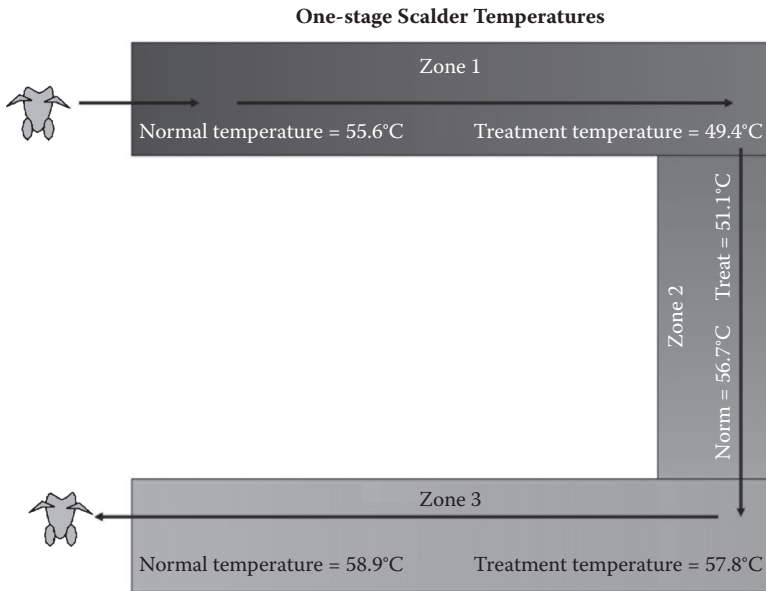 One-stage Scalder Temperatures
Zone 1
Normal temperature = 55.6°C Treatment temperature = 49.4°C
Zone 2
Norm = 56.7°C Treat = 51.1°C
Zone 3
Normal temperature = 58.9°C Treatment temperature = 57.8°C